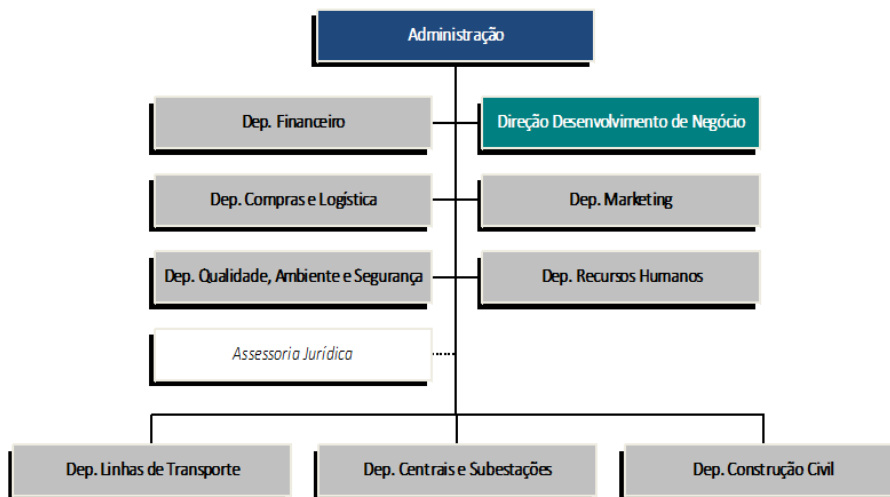 Administração
Dep. Financeiro
Direção Desenvolvimento de Negócio
Dep. Compras e Logística
Dep. Marketing
Dep. Qualidade, Ambiente e Segurança
Dep. Recursos Humanos
Assessoria Jurídica
Dep. Linhas de Transporte
Dep. Centrais e Subestações
Dep. Construção Civil